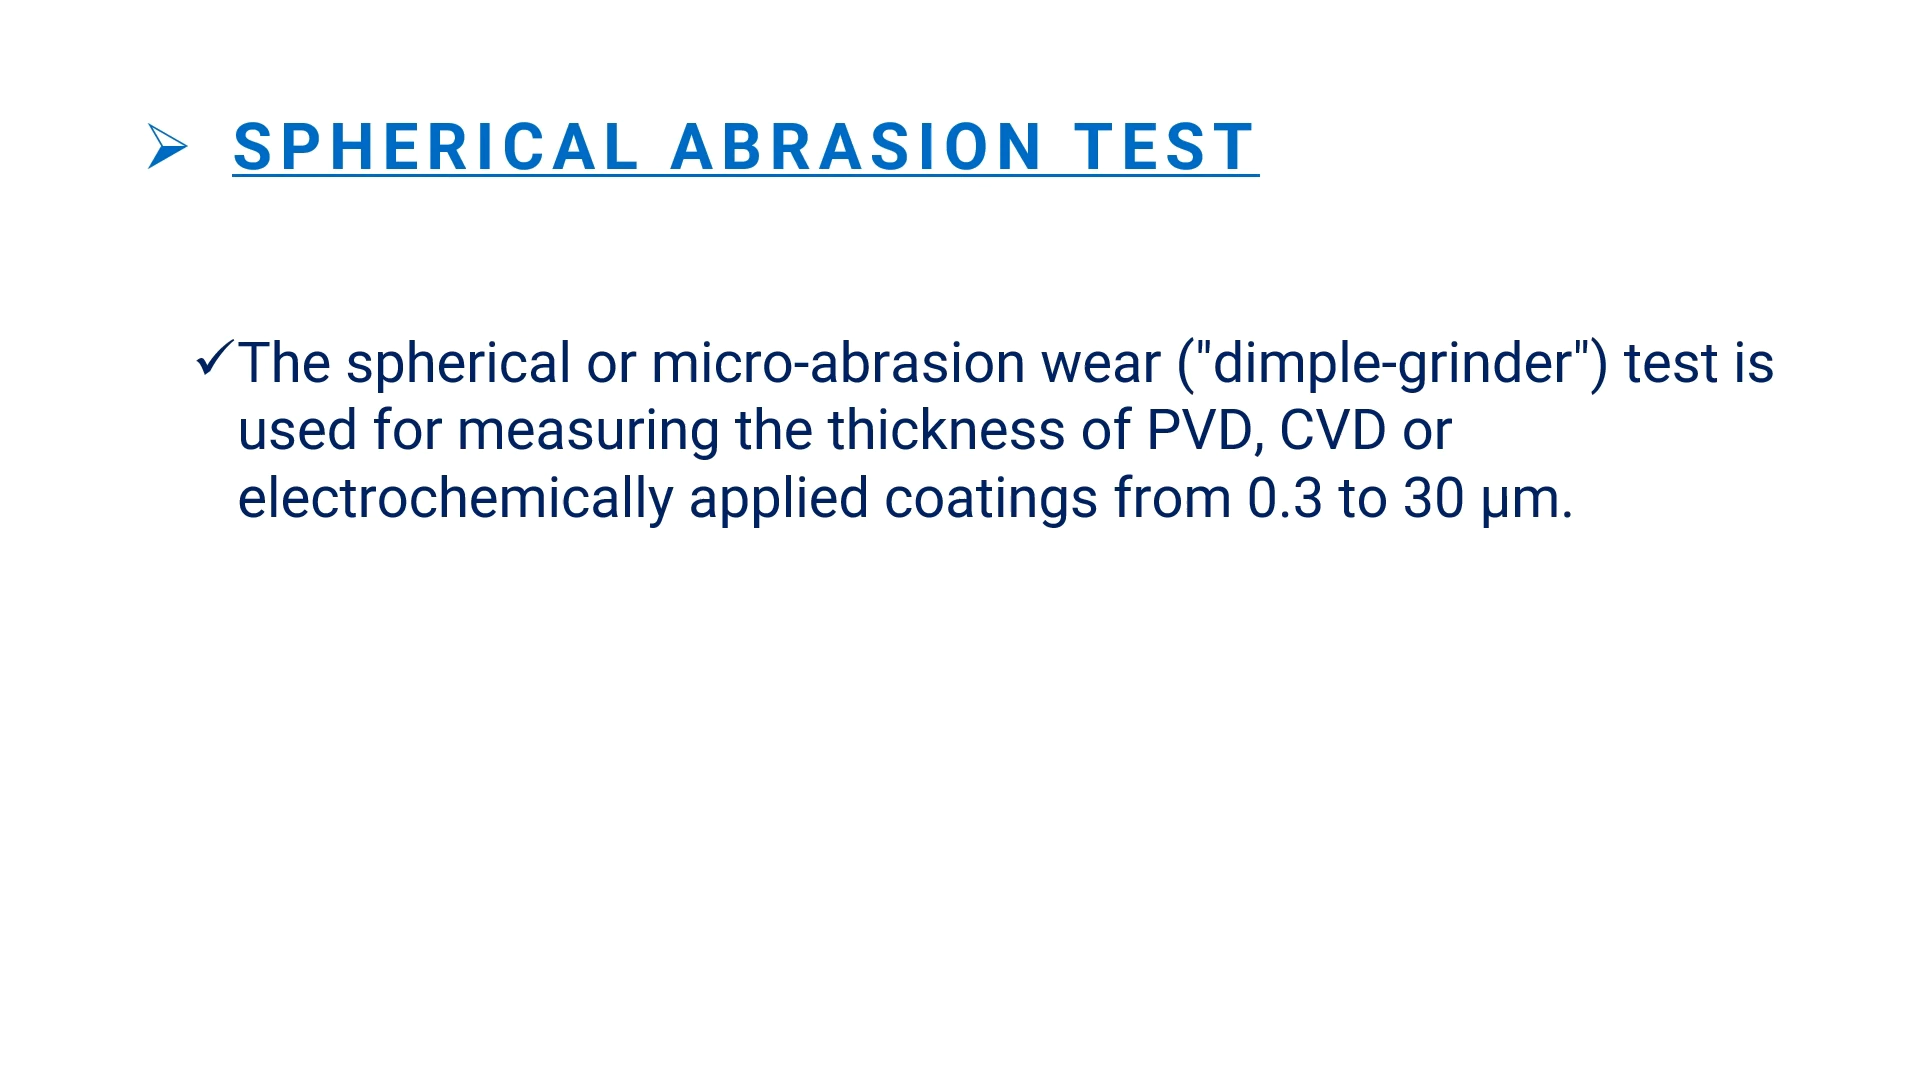 ➢ SPHERICAL ABRASION TEST
✓The spherical or micro-abrasion wear ("dimple-grinder") test is
used for measuring the thickness of PVD, CVD or
electrochemically applied coatings from 0.3 to 30 µm.